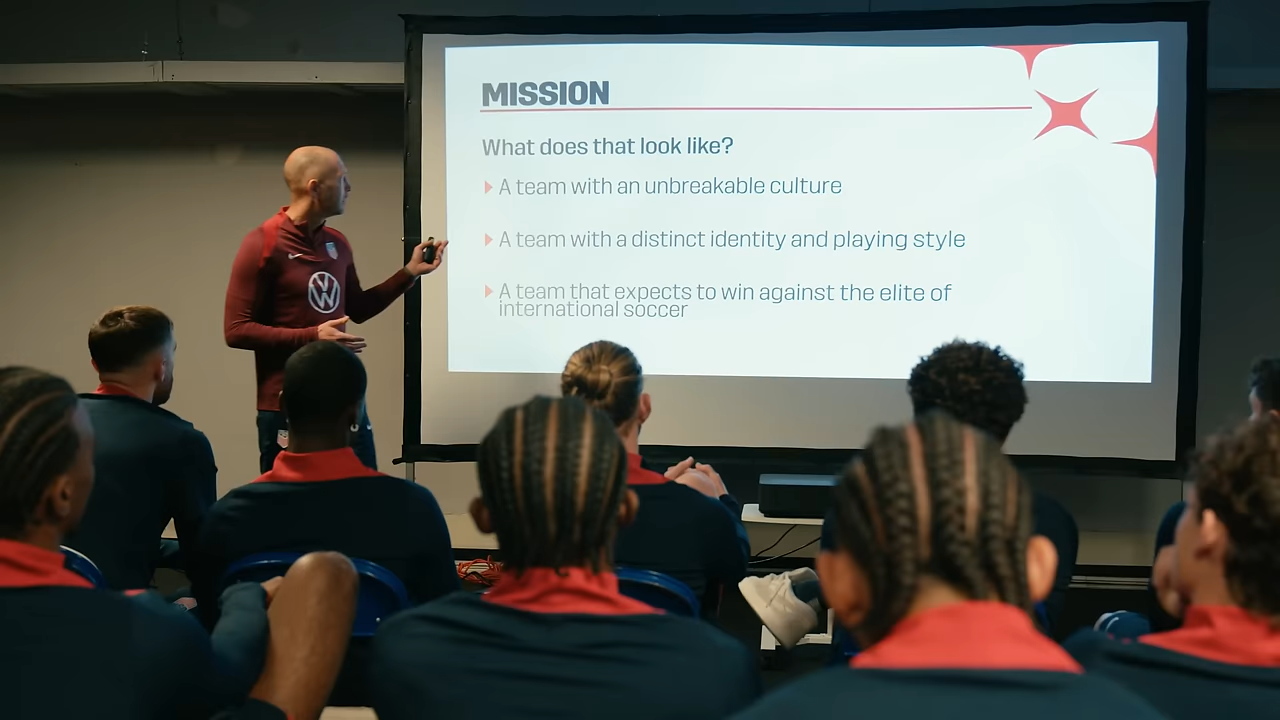 MISSION
What does that look like?
A team with an unbreakable culture
A team with a distinct identity and playing style
A team that expects to win against the elite of
international soccer